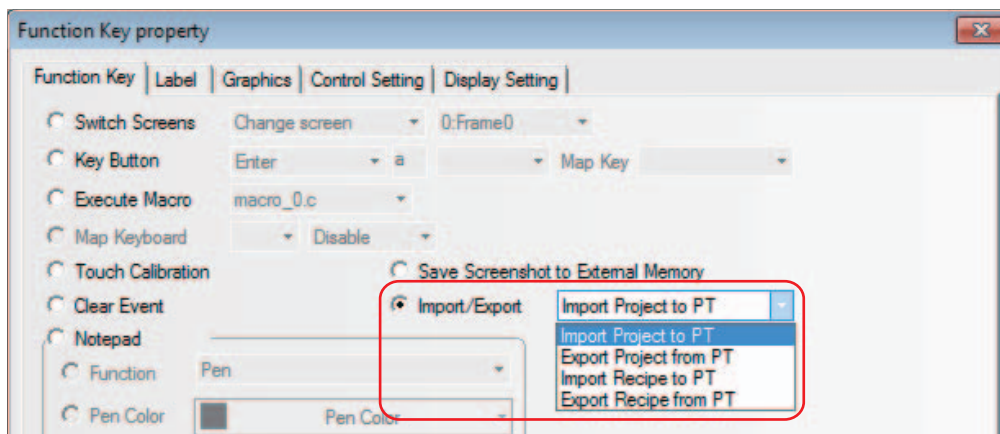 Function Key property
Function Key Label Graphics Control Setting Display Setting
Switch Screens Change screen 0:Frame0
Key Button Enter a Map Key
Execute Macro macro_0.c
Map Keyboard Disable
Touch Calibration Save Screenshot to External Memory
Clear Event Import/Export Import Project to PT
Notepad Import Project to PT
Export Project from PT
Function Pen Import Recipe to PT
Export Recipe from PT
Pen Color Pen Color